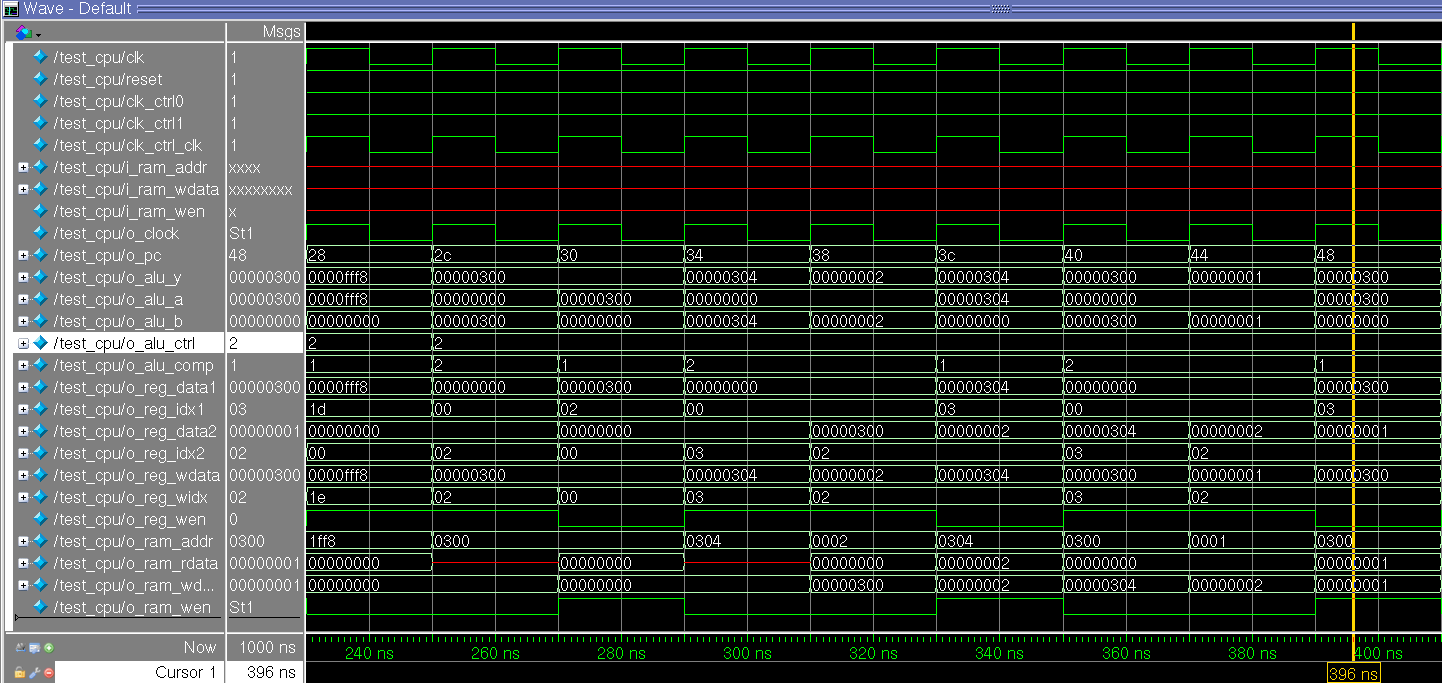 Wave - Default
Msgs
/test_cpu/clk 1
/test_cpu/reset 1
/test_cpu/clk_ctrl0 1
/test_cpu/clk_ctrl1 1
/test_cpu/clk_ctrl_clk 1
/test_cpu/i_ram_addr xxxx
/test_cpu/i_ram_wdata xxxxxxxx
/test_cpu/i_ram_wen x
/test_cpu/o_clock St1
/test_cpu/o_pc 48 28 2c 30 34 38 3c 40 44 48
/test_cpu/o_alu_y 00000300 0000fff8 00000300 00000304 00000002 00000304 00000300 00000001 00000300
/test_cpu/o_alu_a 00000300 0000fff8 00000000 00000300 00000000 00000304 00000000 00000300
/test_cpu/o_alu_b 00000000 00000000 00000300 00000000 00000304 00000002 00000000 00000300 00000001 00000000
/test_cpu/o_alu_ctrl 2 2 2
/test_cpu/o_alu_comp 1 1 2 1 2 1 2 1
/test_cpu/o_reg_data1 00000300 0000fff8 00000000 00000300 00000000 00000304 00000000 00000300
/test_cpu/o_reg_idx1 03 1d 00 02 00 03 00 03
/test_cpu/o_reg_data2 00000001 00000000 00000000 00000300 00000002 00000304 00000002 00000001
/test_cpu/o_reg_idx2 02 00 02 00 03 02 03 02
/test_cpu/o_reg_wdata 00000300 0000fff8 00000300 00000304 00000002 00000304 00000300 00000001 00000300
/test_cpu/o_reg_widx 02 1e 02 00 03 02 03 02
/test_cpu/o_reg_wen 0
/test_cpu/o_ram_addr 0300 1ff8 0300 0304 0002 0304 0300 0001 0300
/test_cpu/o_ram_rdata 00000001 00000000 00000000 00000000 00000002 00000000 00000001
/test_cpu/o_ram_wd... 00000001 00000000 00000000 00000300 00000002 00000304 00000002 00000001
/test_cpu/o_ram_wen St1
Now 1000 ns 240 ns 260 ns 280 ns 300 ns 320 ns 340 ns 360 ns 380 ns 400 ns
Cursor 1 396 ns 396 ns